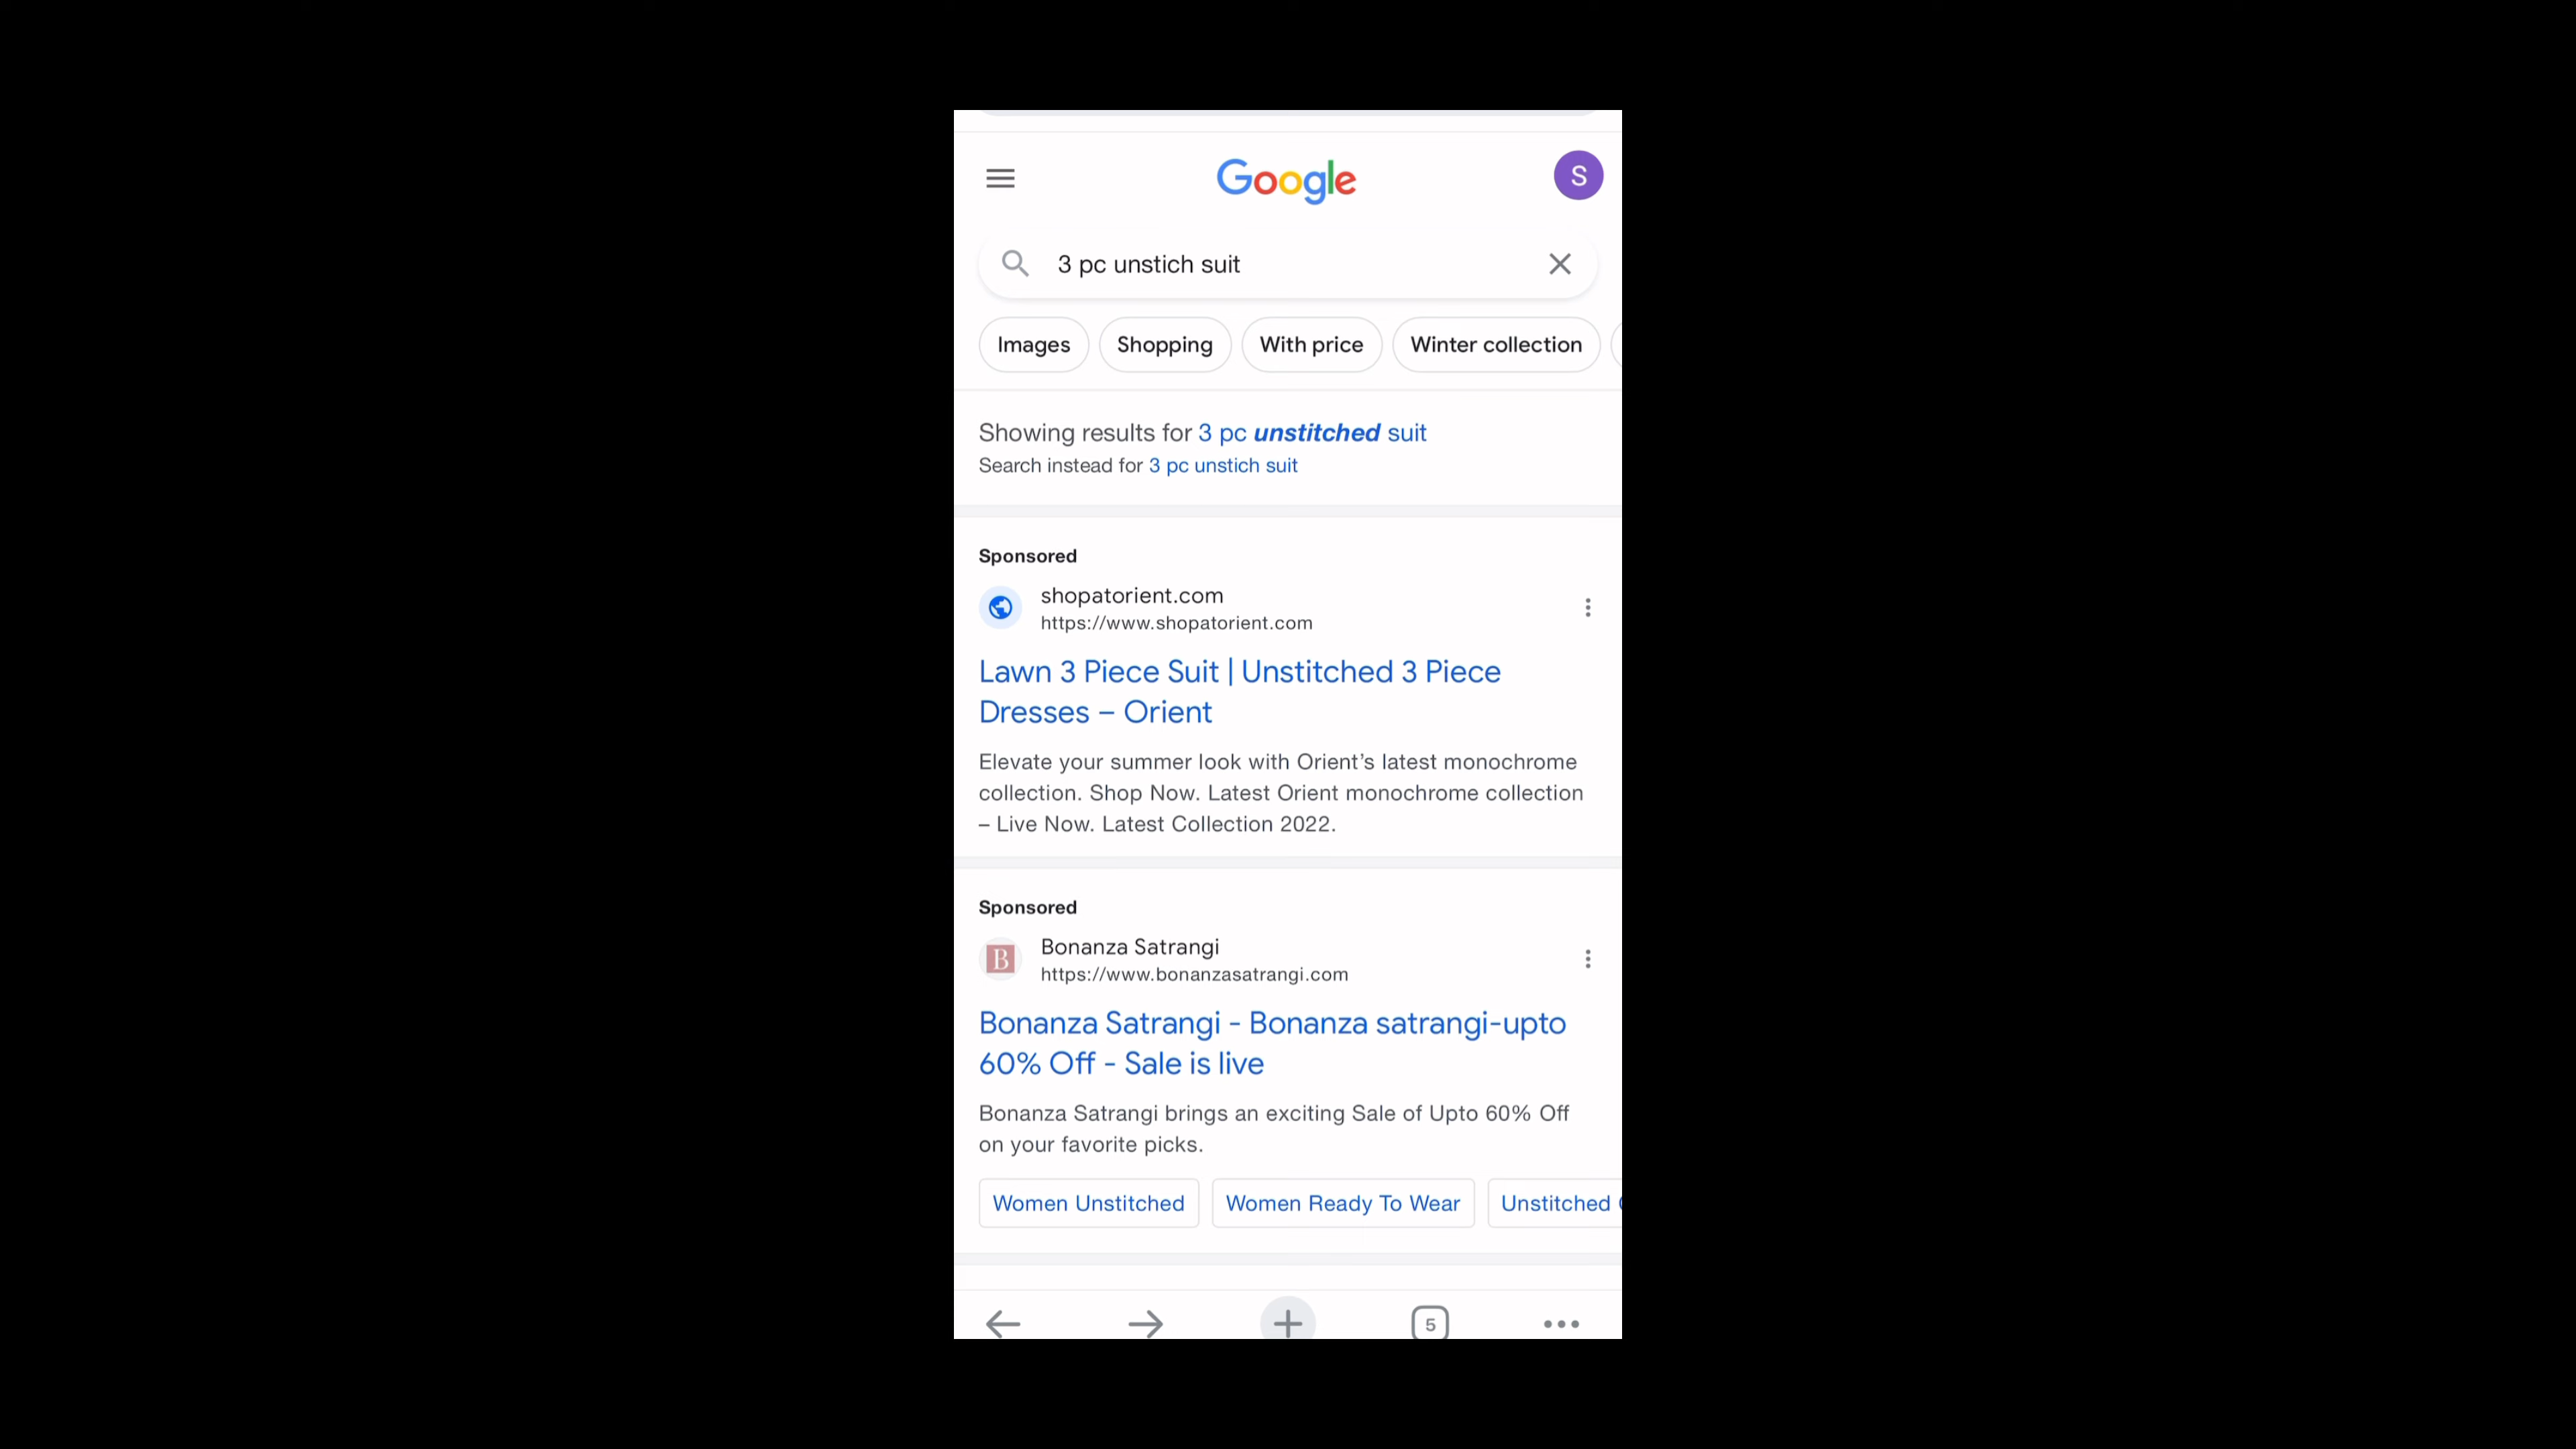 Google
S
3 pc unstich suit
Images
Shopping
With price
Winter collection
Showing results for 3 pc unstitched suit
Search instead for 3 pc unstich suit
Sponsored
shopatorient.com
https://www.shopatorient.com
Lawn 3 Piece Suit | Unstitched 3 Piece
Dresses – Orient
Elevate your summer look with Orient’s latest monochrome
collection. Shop Now. Latest Orient monochrome collection
– Live Now. Latest Collection 2022.
Sponsored
B
Bonanza Satrangi
https://www.bonanzasatrangi.com
Bonanza Satrangi - Bonanza satrangi-upto
60% Off - Sale is live
Bonanza Satrangi brings an exciting Sale of Upto 60% Off
on your favorite picks.
Women Unstitched
Women Ready To Wear
Unstitched
5